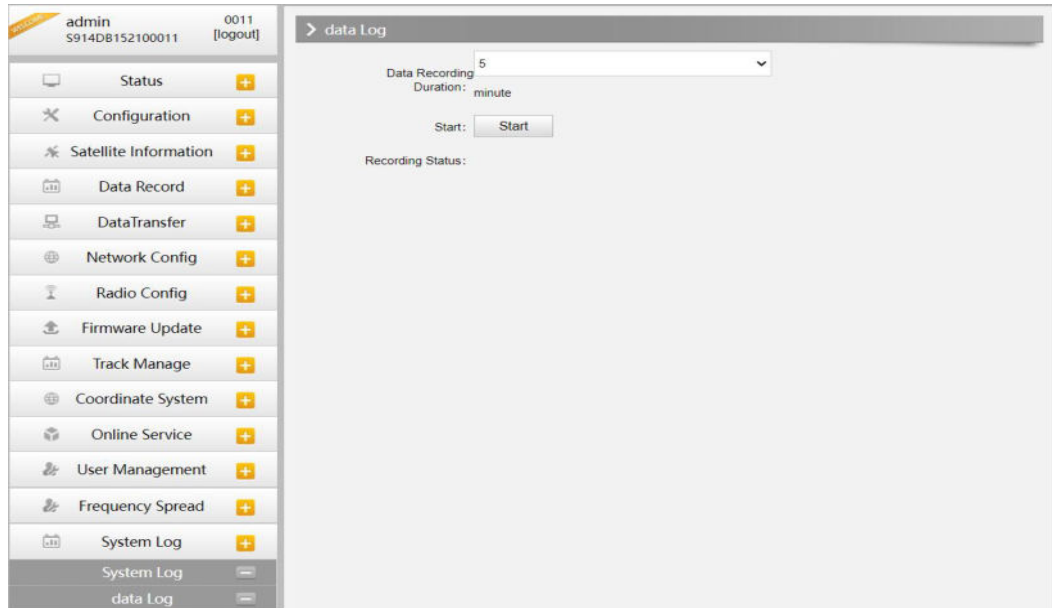 WELCOME
admin
0011
S914DB152100011
[logout]
Status
Configuration
Satellite Information
Data Record
DataTransfer
Network Config
Radio Config
Firmware Update
Track Manage
Coordinate System
Online Service
User Management
Frequency Spread
System Log
System Log
data Log
data Log
Data Recording
Duration:
5
minute
Start:
Start
Recording Status: